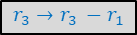 r₃ → r₃ − r₁